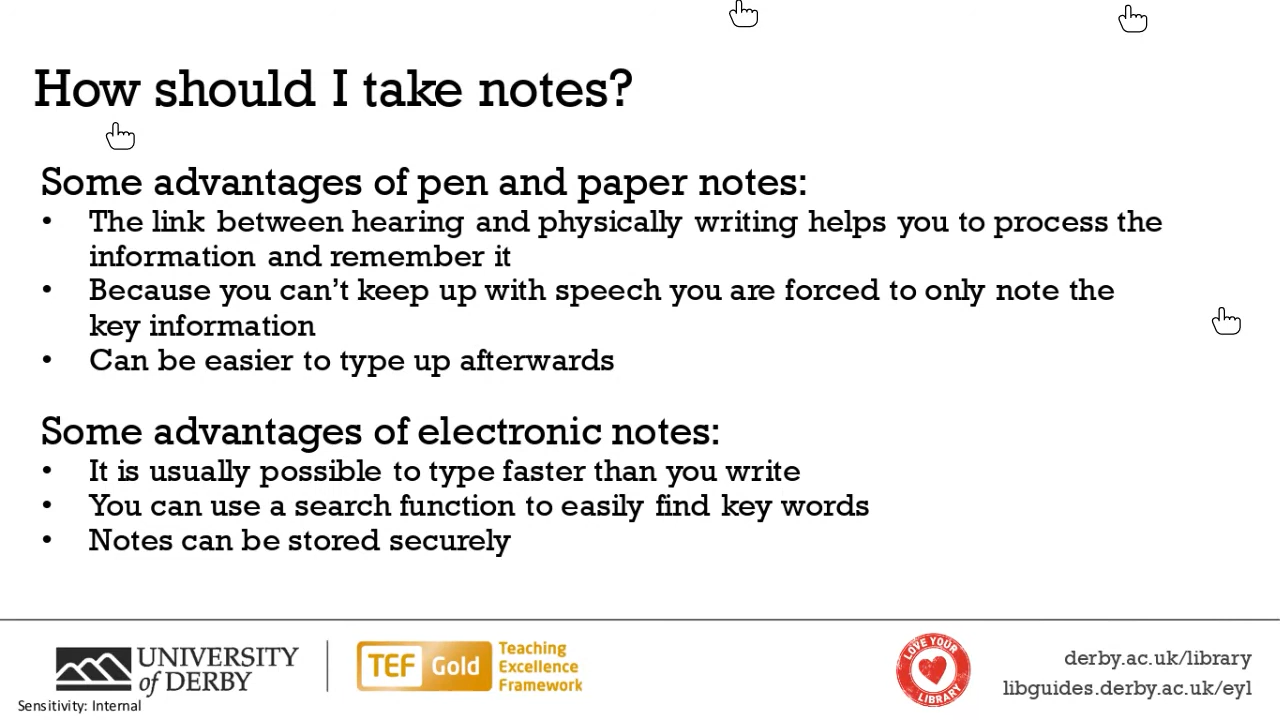 How should I take notes?
Some advantages of pen and paper notes:
• The link between hearing and physically writing helps you to process the
information and remember it
• Because you can’t keep up with speech you are forced to only note the
key information
• Can be easier to type up afterwards
Some advantages of electronic notes:
• It is usually possible to type faster than you write
• You can use a search function to easily find key words
• Notes can be stored securely
UNIVERSITY
of DERBY
TEF Gold
Teaching
Excellence
Framework
LOVE YOUR
LIBRARY
derby.ac.uk/library
libguides.derby.ac.uk/eyl
Sensitivity: Internal